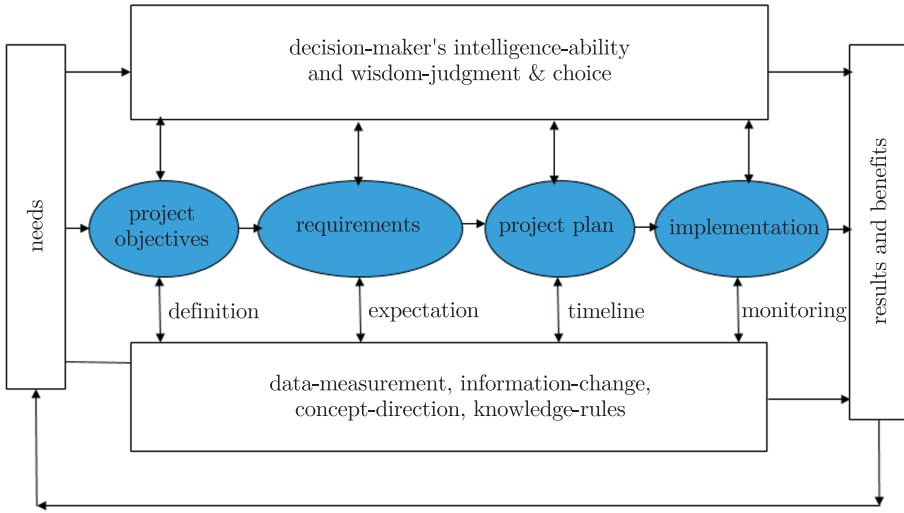 decision-maker's intelligence-ability
and wisdom-judgment & choice
needs
project
objectives
requirements
project plan
implementation
results and benefits
definition
expectation
timeline
monitoring
data-measurement, information-change,
concept-direction, knowledge-rules